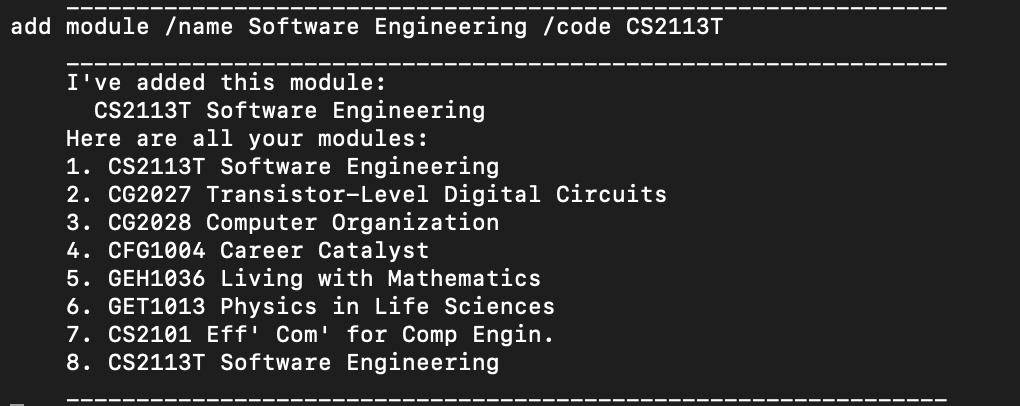 ____________________________________________________________
add module /name Software Engineering /code CS2113T
____________________________________________________________
I've added this module:
CS2113T Software Engineering
Here are all your modules:
1. CS2113T Software Engineering
2. CG2027 Transistor-Level Digital Circuits
3. CG2028 Computer Organization
4. CFG1004 Career Catalyst
5. GEH1036 Living with Mathematics
6. GET1013 Physics in Life Sciences
7. CS2101 Eff' Com' for Comp Engin.
8. CS2113T Software Engineering
____________________________________________________________